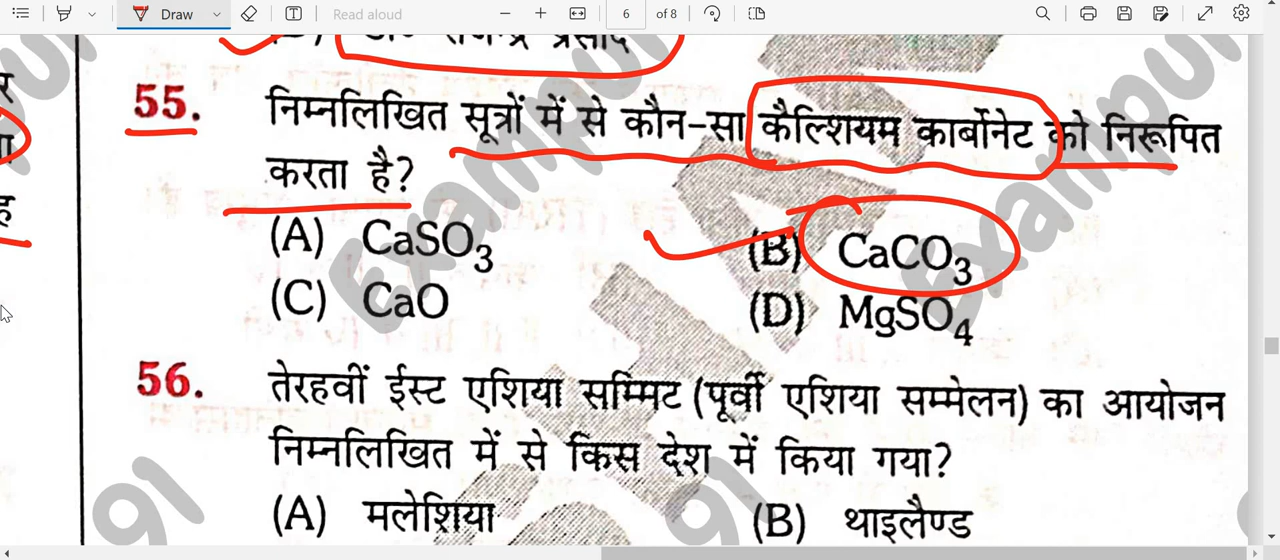 Draw
Read aloud
6 of 8
55. निम्नलिखित सूत्रों में से कौन-सा कैल्शियम कार्बोनेट को निरूपित
करता है?
(A) CaSO₃ (B) CaCO₃
(C) CaO (D) MgSO₄
56. तेरहवीं ईस्ट एशिया सम्मिट (पूर्वी एशिया सम्मेलन) का आयोजन
निम्नलिखित में से किस देश में किया गया?
(A) मलेशिया (B) थाइलैण्ड